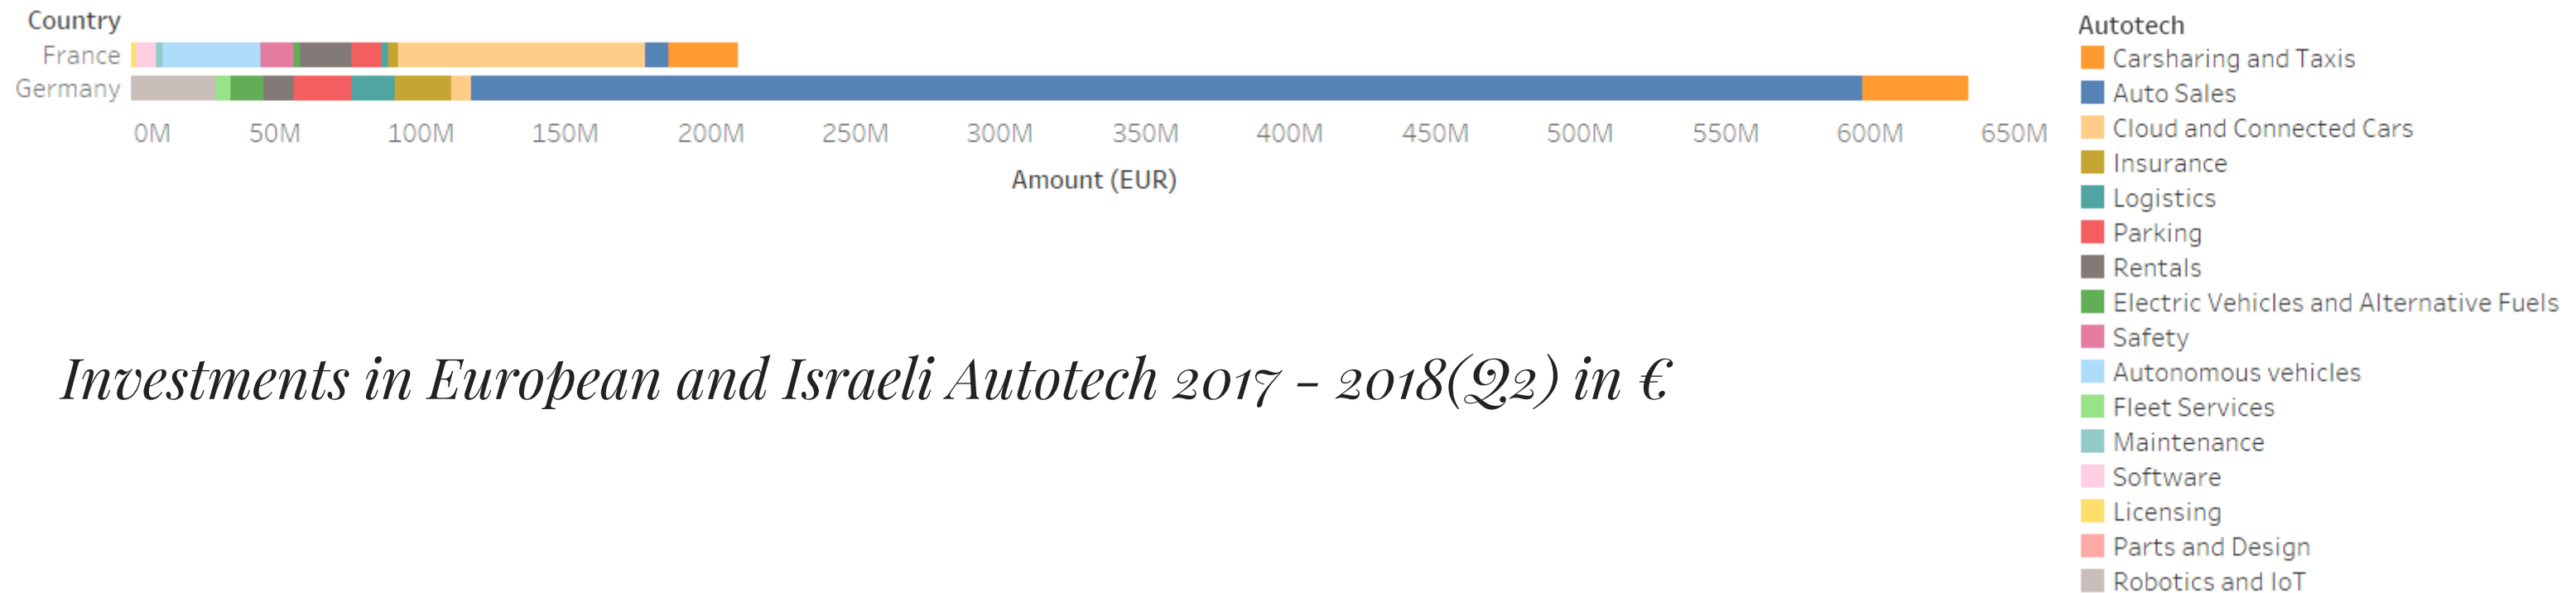 Country
France
Germany
0M 50M 100M 150M 200M 250M 300M 350M 400M 450M 500M 550M 600M 650M
Amount (EUR)
Investments in European and Israeli Autotech 2017 - 2018(Q2) in €
Autotech
Carsharing and Taxis
Auto Sales
Cloud and Connected Cars
Insurance
Logistics
Parking
Rentals
Electric Vehicles and Alternative Fuels
Safety
Autonomous vehicles
Fleet Services
Maintenance
Software
Licensing
Parts and Design
Robotics and IoT